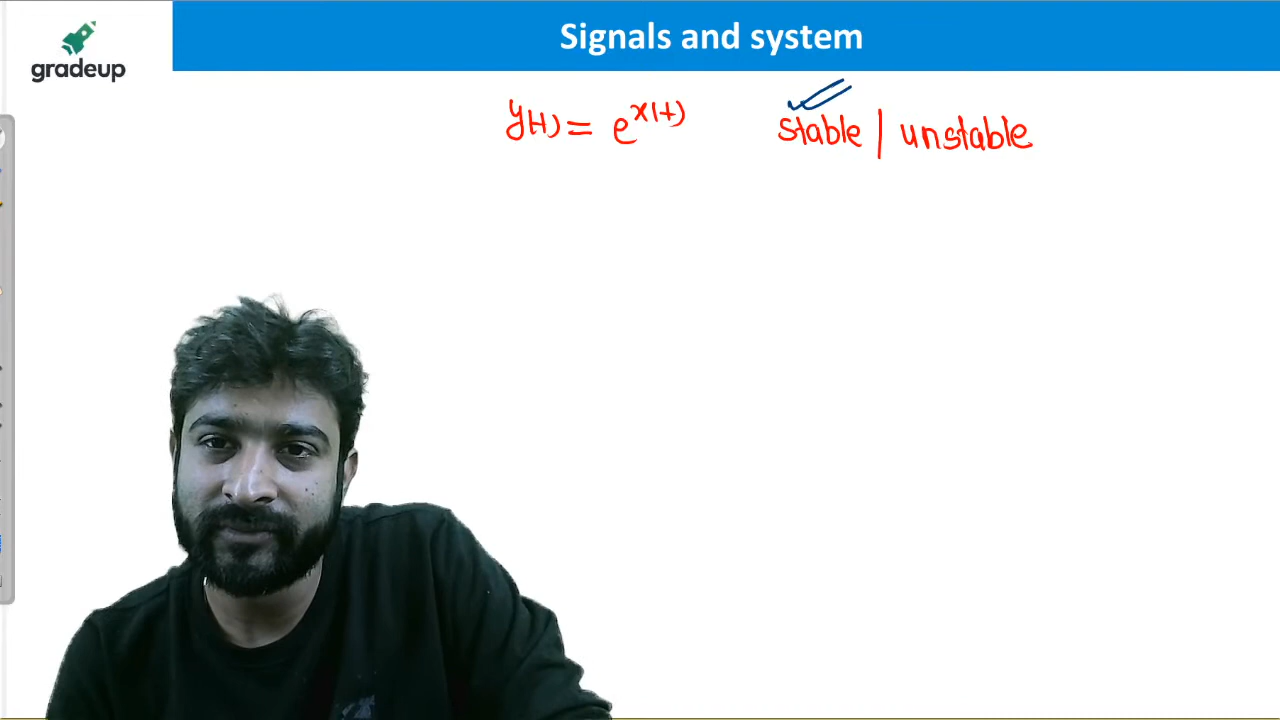 Signals and system
gradeup
y(t) = e^x(t) stable | unstable